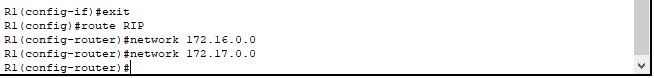 R1(config-if)#exit
R1(config)#route RIP
R1(config-router)#network 172.16.0.0
R1(config-router)#network 172.17.0.0
R1(config-router)#